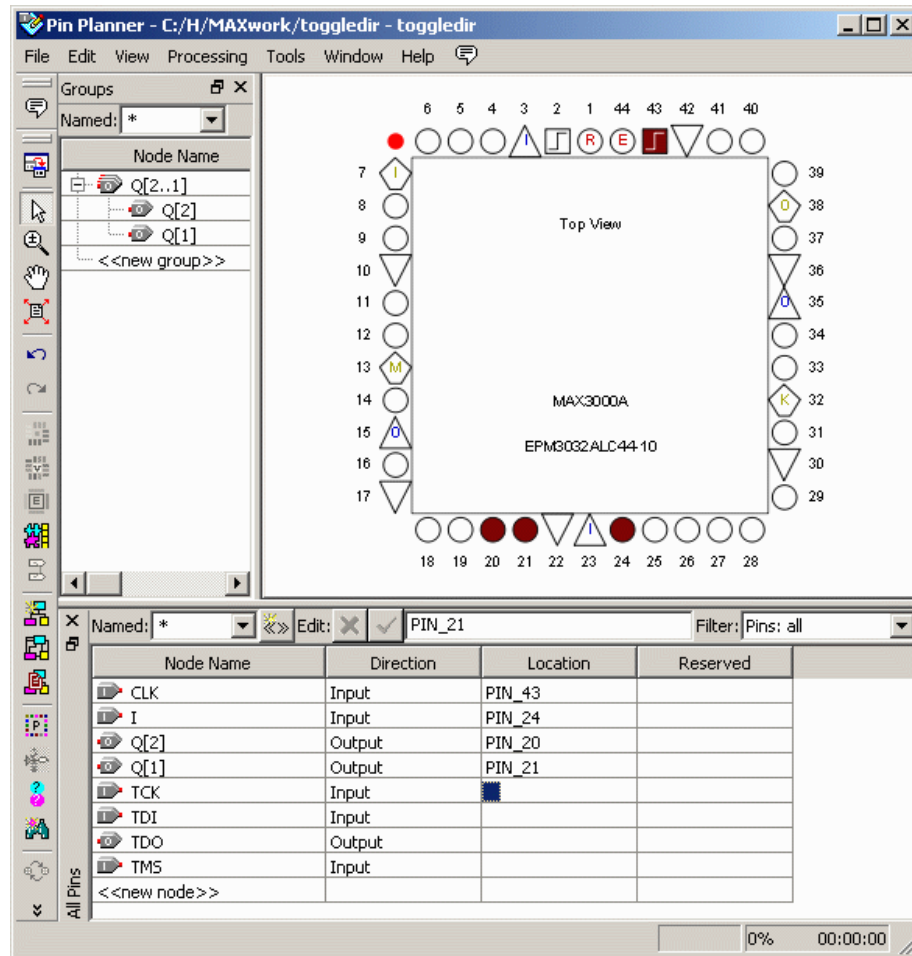 Pin Planner - C:/H/MAXwork/toggledir - toggledir
File Edit View Processing Tools Window Help
Groups
Named: *
Node Name
Q[2..1]
Q[2]
Q[1]
<<new group>>
6 5 4 3 2 1 44 43 42 41 40
I R E
7 I 39
8 O 38
9 37
10 36
11 O 35
12 34
13 M 33
14 K 32
15 O 31
16 30
17 29
Top View
MAX3000A
EPM3032ALC44-10
I
18 19 20 21 22 23 24 25 26 27 28
Named: * Edit: PIN_21 Filter: Pins: all
Node Name Direction Location Reserved
CLK Input PIN_43
I Input PIN_24
Q[2] Output PIN_20
Q[1] Output PIN_21
TCK Input
TDI Input
TDO Output
TMS Input
<<new node>>
All Pins
0% 00:00:00